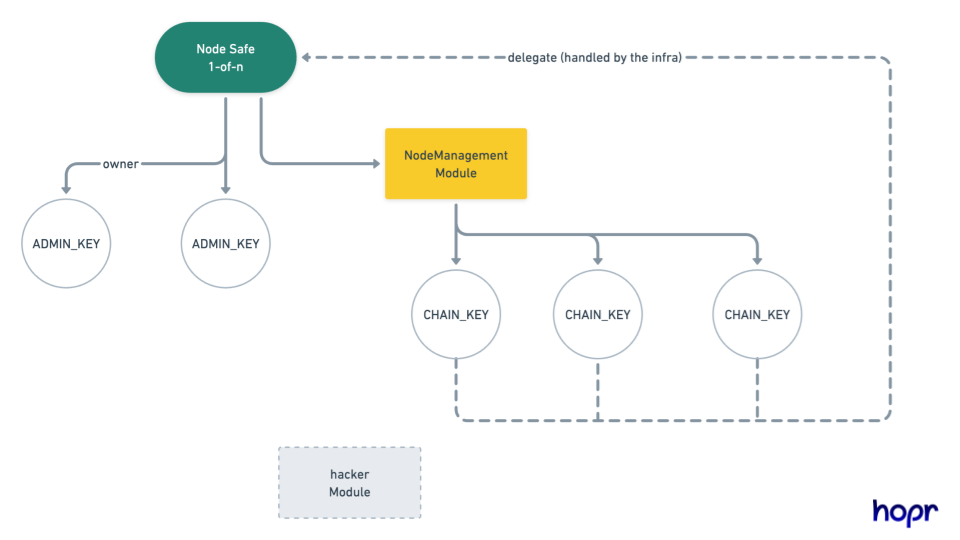 Node Safe
1-of-n
delegate (handled by the infra)
owner
NodeManagement
Module
ADMIN_KEY
ADMIN_KEY
CHAIN_KEY
CHAIN_KEY
CHAIN_KEY
hacker
Module
hopr